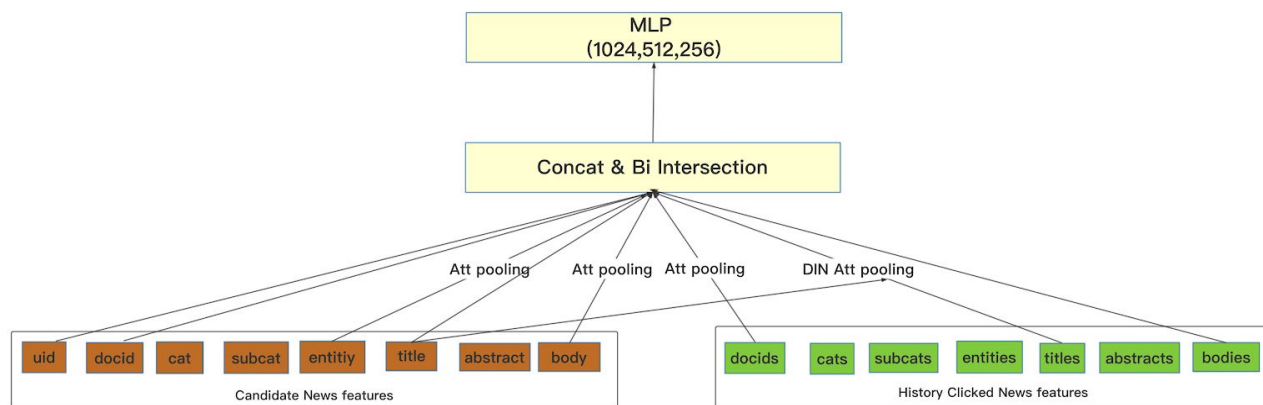 MLP
(1024,512,256)
Concat & Bi Intersection
Att pooling
Att pooling
Att pooling
DIN Att pooling
uid
docid
cat
subcat
entitiy
title
abstract
body
docids
cats
subcats
entities
titles
abstracts
bodies
Candidate News features
History Clicked News features